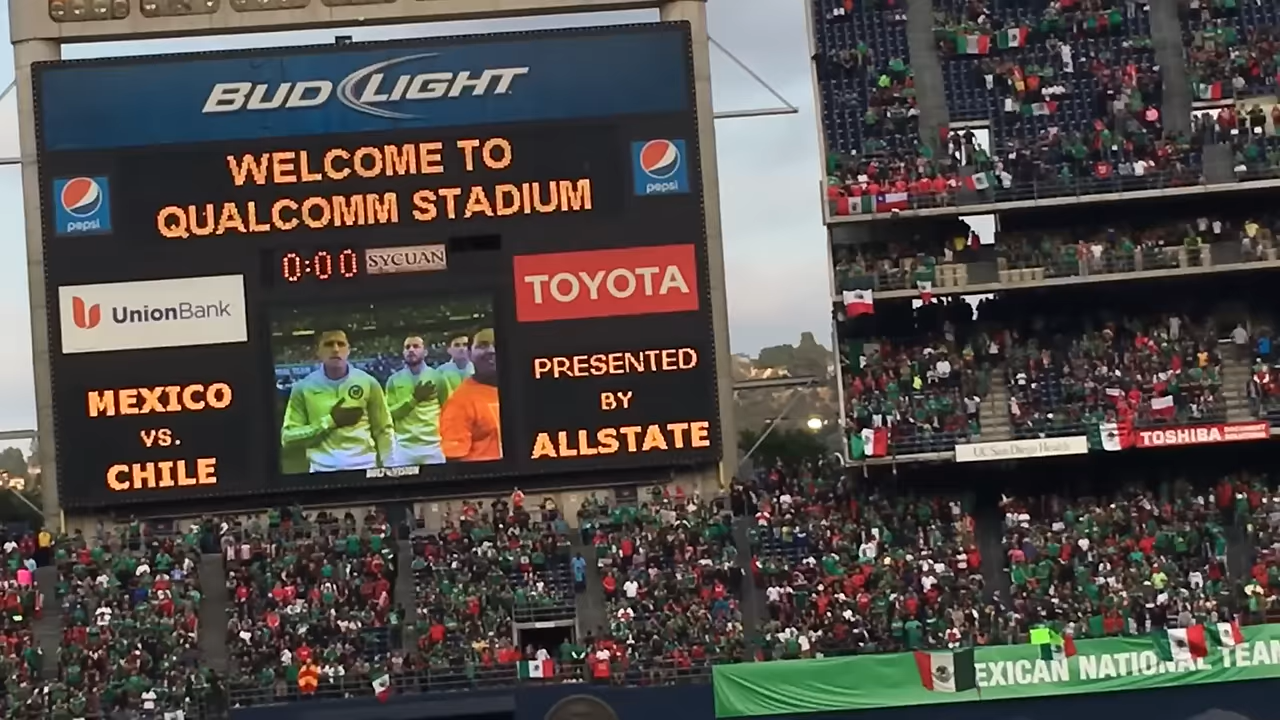 BUD LIGHT
WELCOME TO
QUALCOMM STADIUM
pepsi
pepsi
0:00 SYCUAN
UnionBank
TOYOTA
MEXICO
VS.
CHILE
PRESENTED
BY
ALLSTATE
UC San Diego Health
TOSHIBA
EXICAN NATIONAL TEAM